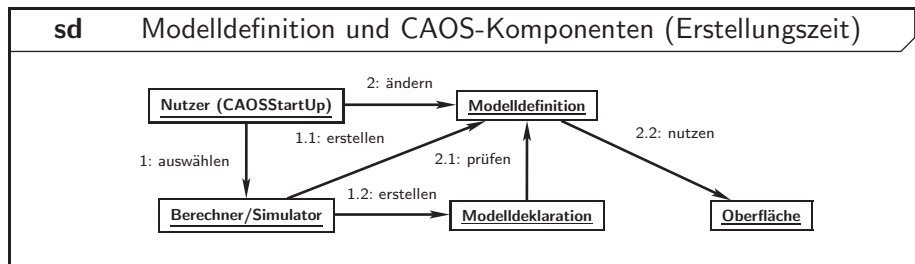 sd Modelldefinition und CAOS-Komponenten (Erstellungszeit)
2: ändern
Nutzer (CAOSStartUp)
Modelldefinition
1.1: erstellen
2.2: nutzen
1: auswählen
2.1: prüfen
1.2: erstellen
Berechner/Simulator
Modelldeklaration
Oberfläche